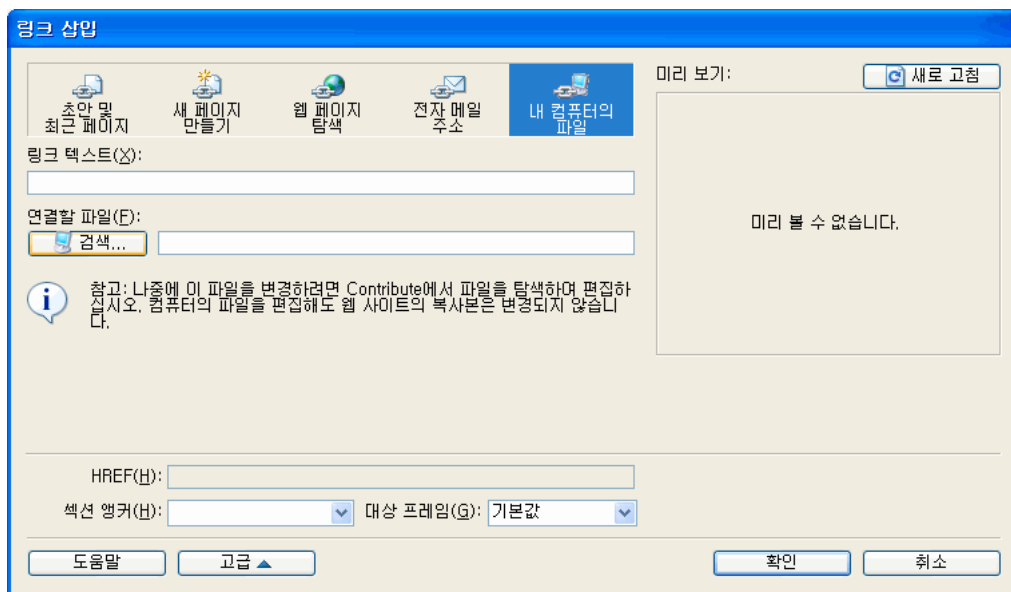 링크 삽입
초안 및
최근 페이지
새 페이지
만들기
웹 페이지
탐색
전자 메일
주소
내 컴퓨터의
파일
링크 텍스트(X):
연결할 파일(F):
검색...
참고: 나중에 이 파일을 변경하려면 Contribute에서 파일을 탐색하여 편집하
십시오. 컴퓨터의 파일을 편집해도 웹 사이트의 복사본은 변경되지 않습니
다.
미리 보기:
새로 고침
미리 볼 수 없습니다.
HREF(H):
섹션 앵커(H):
대상 프레임(G): 기본값
도움말
고급
확인
취소